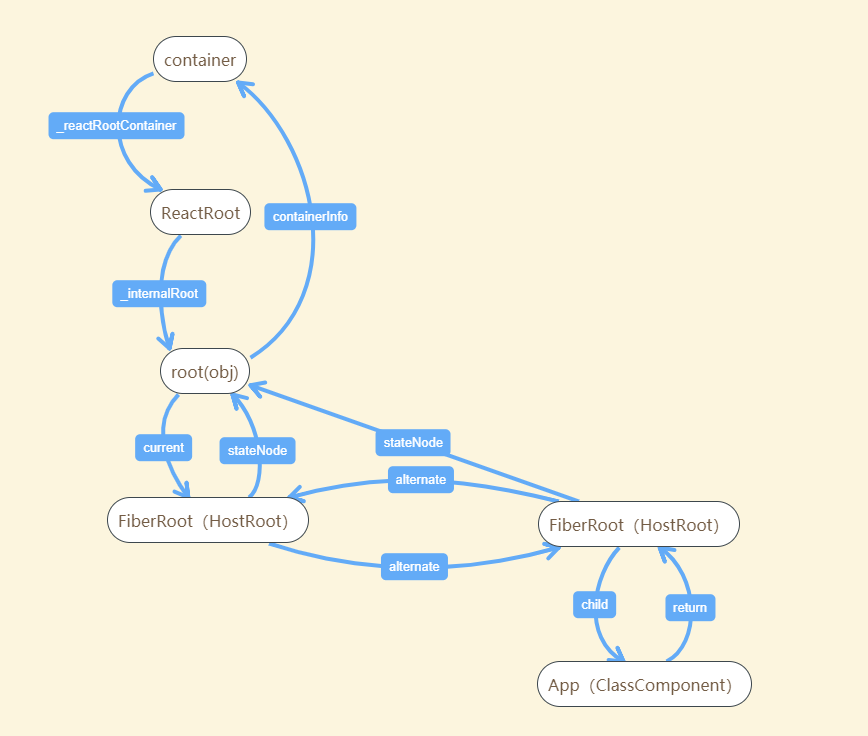 container
_reactRootContainer
ReactRoot
containerInfo
_internalRoot
root(obj)
current
stateNode
stateNode
alternate
FiberRoot（HostRoot）
FiberRoot（HostRoot）
alternate
child
return
App（ClassComponent）